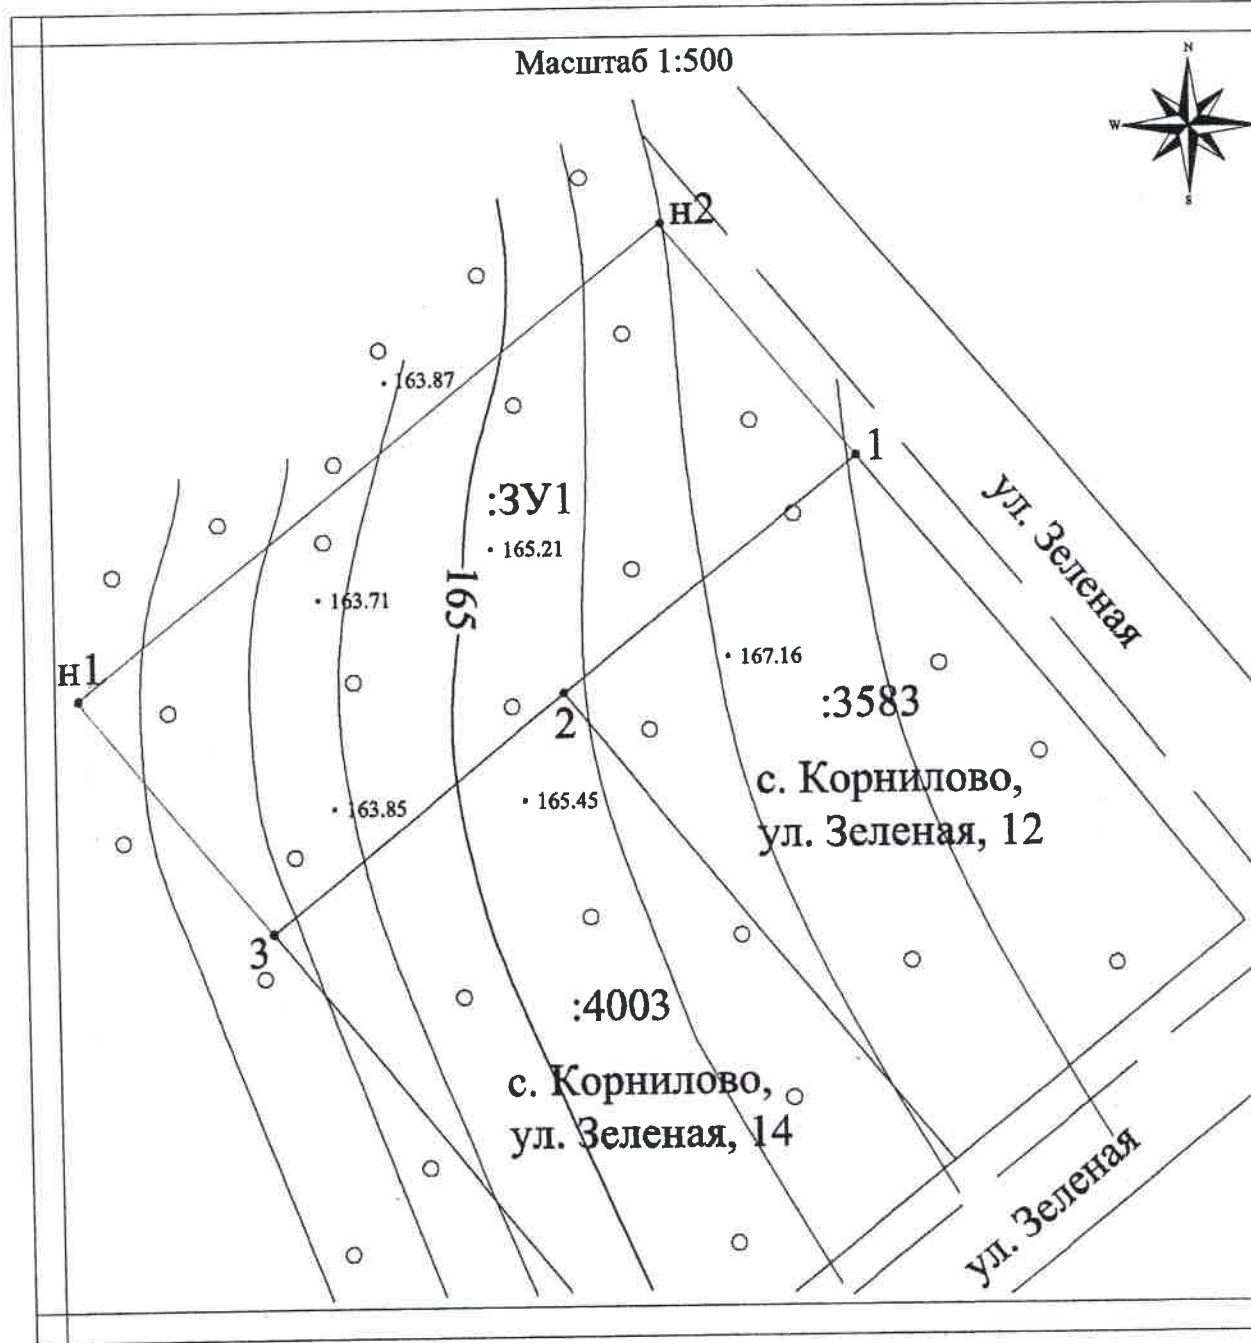 Масштаб 1:500
N
W
S
н2
163.87
1
:ЗУ1
ул. Зеленая
165.21
165
163.71
н1
167.16
:3583
2
с. Корнилово,
ул. Зеленая, 12
165.45
163.85
3
:4003
с. Корнилово,
ул. Зеленая, 14
ул. Зеленая